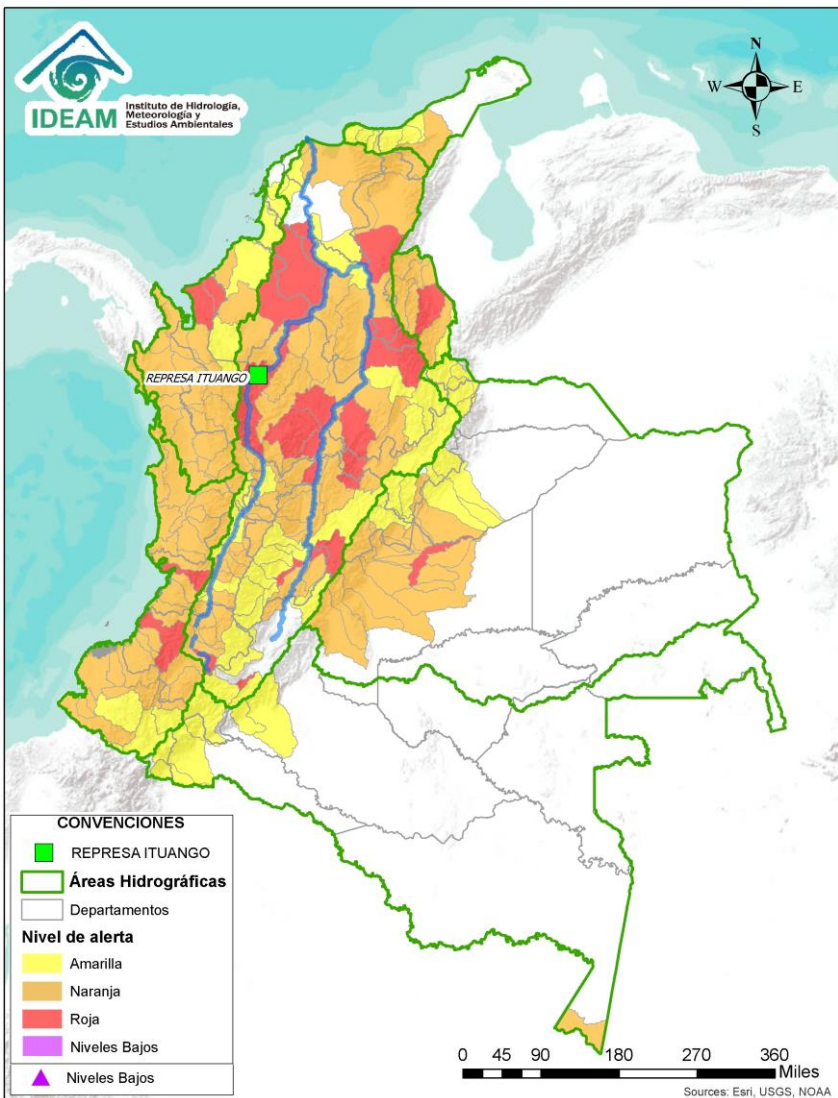 IDEAM
Instituto de Hidrología,
Meteorología y
Estudios Ambientales
N
W
E
S
REPRESA ITUANGO
CONVENCIONES
REPRESA ITUANGO
Áreas Hidrográficas
Departamentos
Nivel de alerta
Amarilla
Naranja
Roja
Niveles Bajos
Niveles Bajos
0 45 90 180 270 360
Miles
Sources: Esri, USGS, NOAA